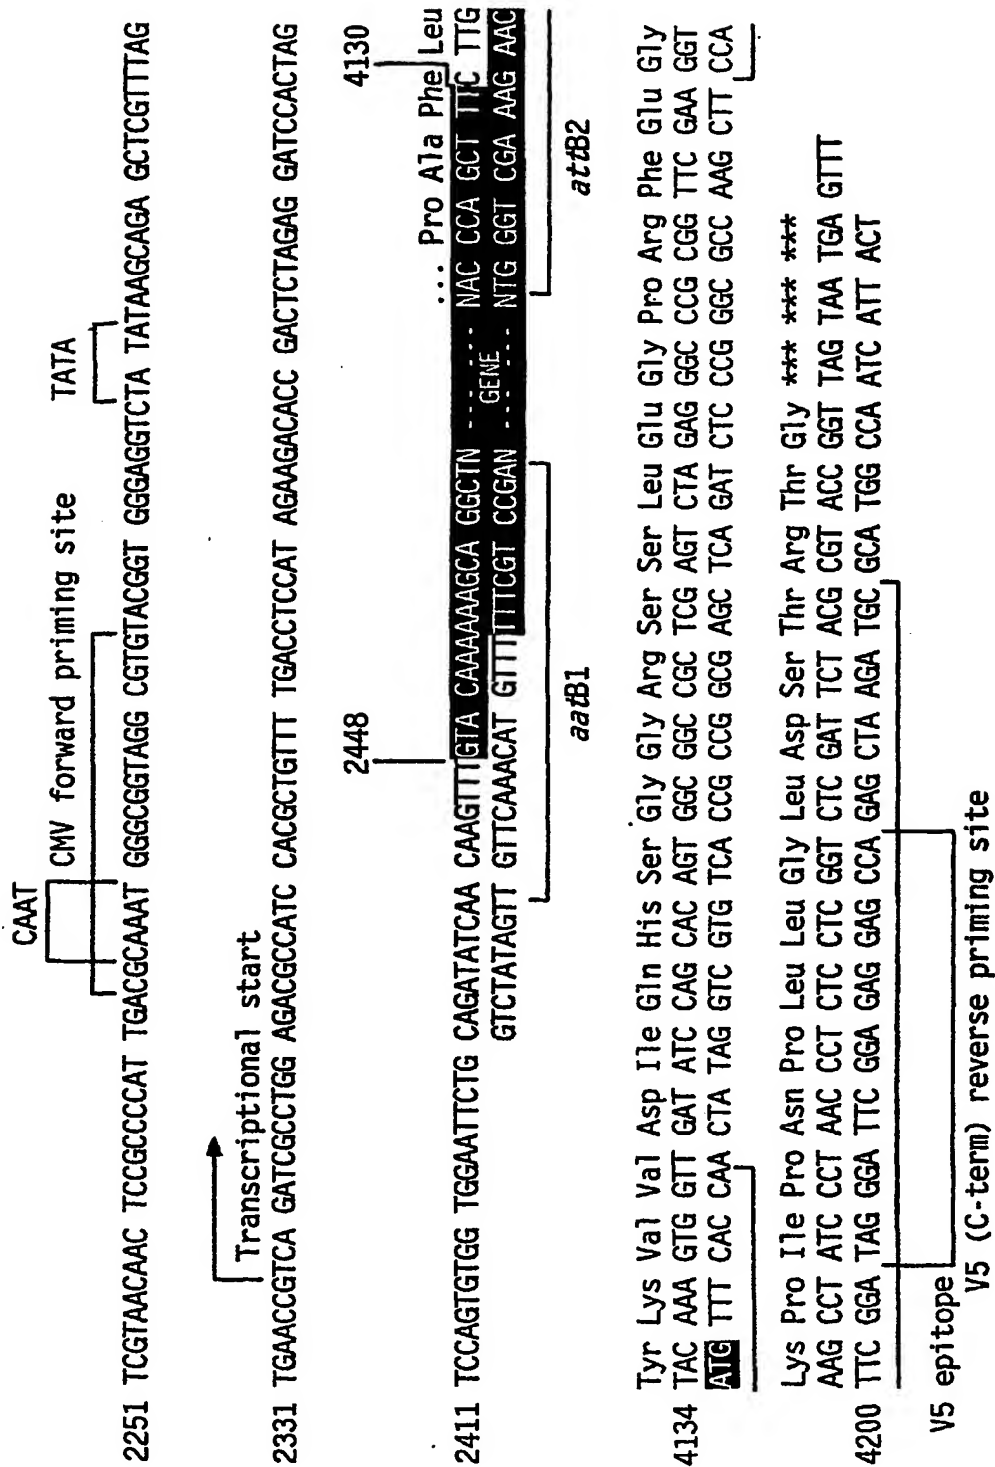 CAAT
CMV forward priming site
TATA
2251 TCGTAACAAC TCCGCCCCAT TGACGCAAAT GGGCGGTAGG CGTGTACGGT GGGAGGTCTA TATAAGCAGA GCTCGTTTAG
Transcriptional start
2331 TGAACCGTCA GATCGCCTGG AGACGCCATC CACGCTGTTT TGACCTCCAT AGAAGACACC GACTCTAGAG GATCCACTAG
2448
4130
... Pro Ala Phe Leu
2411 TCCAGTGTGG TGGAATTCTG CAGATATCAA CAAGTTTGTA CAAAAAAGCA GGCTN ---- --- NAC CCA GCT TTC TTG
GENE
GTCTATAGTT GTTCAAACAT GTTTTTTCGT CCGAN --- --- --- NTG GGT CGA AAG AAC
aatB1
attB2
Tyr Lys Val Val Asp Ile Gln His Ser Gly Gly Arg Ser Ser Leu Glu Gly Pro Arg Phe Glu Gly
4134 TAC AAA GTG GTT GAT ATC CAG CAC AGT GGC GGC CGC TCG AGT CTA GAG GGC CCG CGG TTC GAA GGT
ATG TTT CAC CAA CTA TAG GTC GTG TCA CCG CCG GCG AGC TCA GAT CTC CCG GGC GCC AAG CTT CCA
Lys Pro Ile Pro Asn Pro Leu Leu Gly Leu Asp Ser Thr Arg Thr Gly *** *** ***
AAG CCT ATC CCT AAC CCT CTC CTC GGT CTC GAT TCT ACG CGT ACC GGT TAG TAA TGA GTTT
4200 TTC GGA TAG GGA TTC GGA GAG GAG CCA GAG CTA AGA TGC GCA TGG CCA ATC ATT ACT
V5 epitope
V5 (C-term) reverse priming site